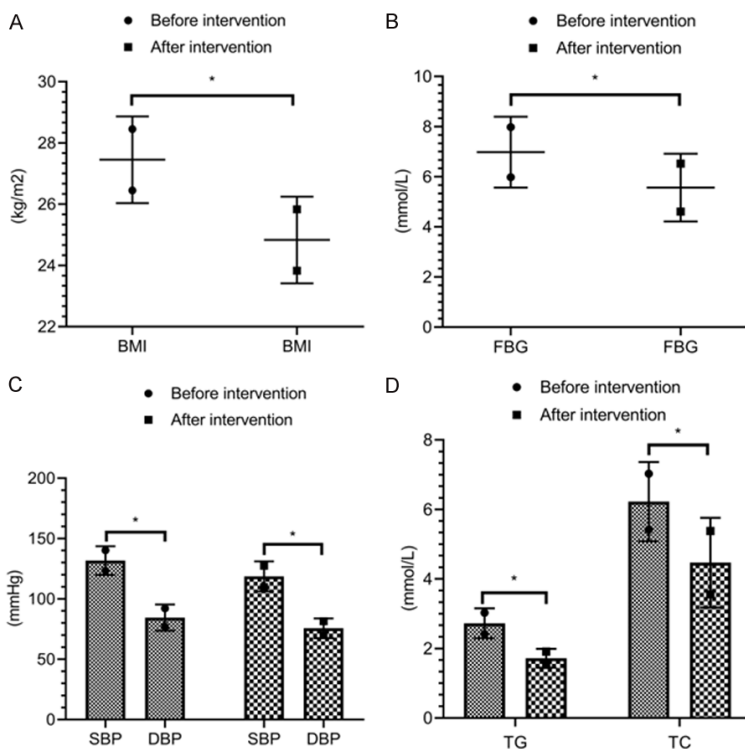 A
Before intervention
After intervention
*
30
28
26
24
22
(kg/m2)
BMI
BMI
B
Before intervention
After intervention
*
10
8
6
4
2
0
(mmol/L)
FBG
FBG
C
Before intervention
After intervention
*
*
200
150
100
50
0
(mmHg)
SBP
DBP
SBP
DBP
D
Before intervention
After intervention
*
*
8
6
4
2
0
(mmol/L)
TG
TC